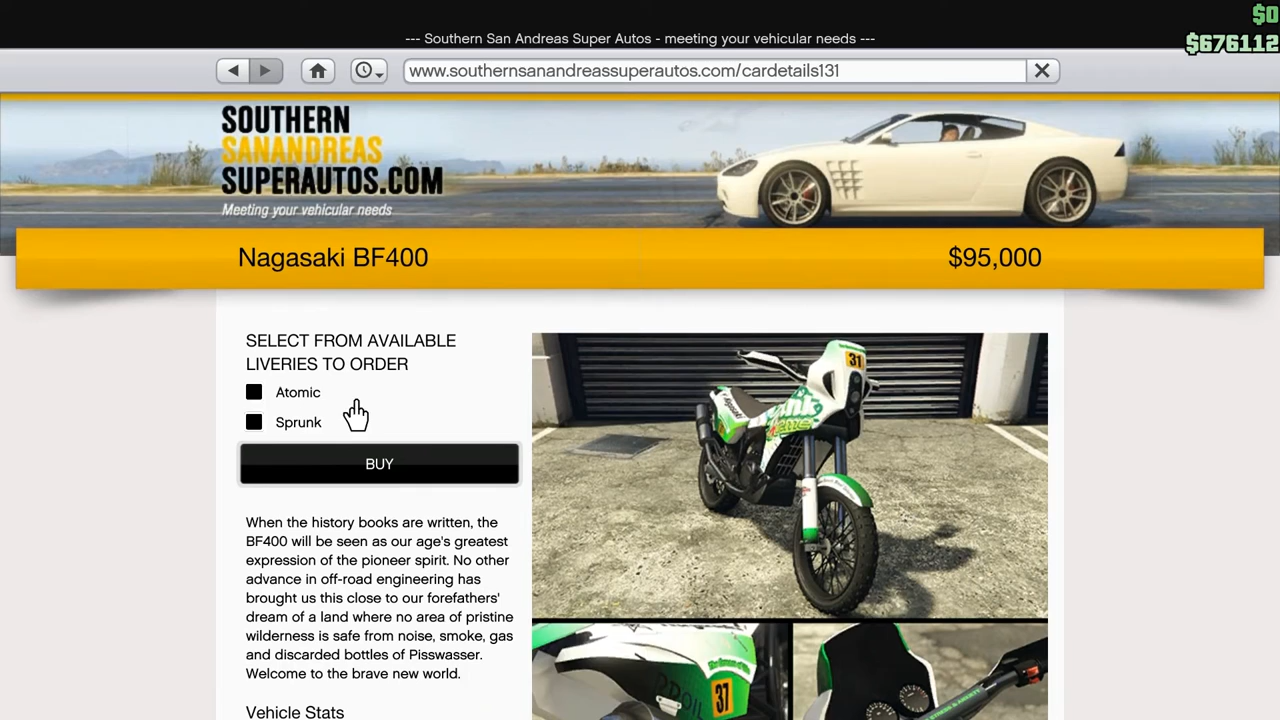 $0
$676112
--- Southern San Andreas Super Autos - meeting your vehicular needs ---
www.southernsanandreassuperautos.com/cardetails131
SOUTHERN
SANANDREAS
SUPERAUTOS.COM
Meeting your vehicular needs
Nagasaki BF400
$95,000
SELECT FROM AVAILABLE
LIVERIES TO ORDER
Atomic
Sprunk
BUY
When the history books are written, the
BF400 will be seen as our age's greatest
expression of the pioneer spirit. No other
advance in off-road engineering has
brought us this close to our forefathers'
dream of a land where no area of pristine
wilderness is safe from noise, smoke, gas
and discarded bottles of Pisswasser.
Welcome to the brave new world.
Vehicle Stats
31
Nagasaki
37